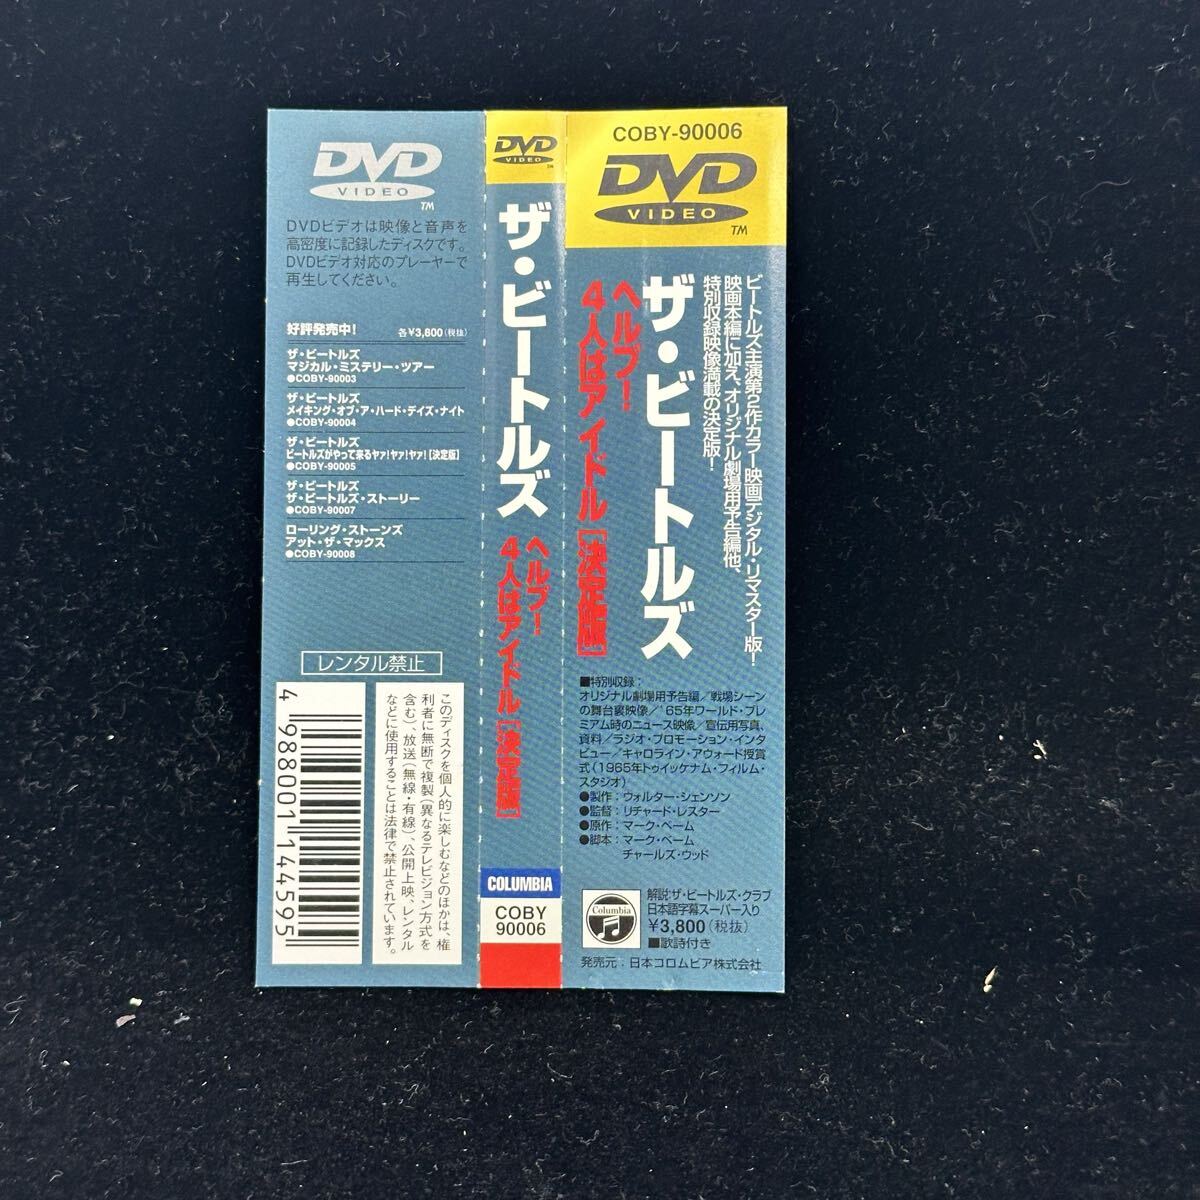 DVD
VIDEO
TM
DVDビデオは映像と音声を
高密度に記録したディスクです。
DVDビデオ対応のプレーヤーで
再生してください。
好評発売中!
各¥3,800(税抜)
ザ・ビートルズ
マジカル・ミステリー・ツアー
●COBY-90003
ザ・ビートルズ
メイキング・オブ・ア・ハード・デイズ・ナイト
●COBY-90004
ザ・ビートルズ
ビートルズがやって来るヤァ!ヤァ!ヤァ![決定版]
●COBY-90005
ザ・ビートルズ
ザ・ビートルズ・ストーリー
●COBY-90007
ローリング・ストーンズ
アット・ザ・マックス
●COBY-90008
レンタル禁止
4 988001 144595
このディスクを個人的に楽しむなどのほかは、権
利者に無断で複製(異なるテレビジョン方式を
含む)、放送(無線・有線)、公開上映、レンタル
などに使用することは法律で禁止されています。
DVD
VIDEO
TM
ザ・ビートルズ
ヘルプ!
4人はアイドル[決定版]
COLUMBIA
COBY
90006
COBY-90006
DVD
VIDEO
TM
ビートルズ主演第2作カラー映画デジタル・リマスター版!
映画本編に加え、オリジナル劇場用予告編他、
特別収録映像満載の決定版!
ザ・ビートルズ
ヘルプ!
4人はアイドル[決定版]
■特別収録:
オリジナル劇場用予告編/戦場シーン
の舞台裏映像/'65年ワールド・プレ
ミアム時のニュース映像/宣伝用写真、
資料/ラジオ・プロモーション・インタ
ビュー/キャロライン・アウォード授賞
式(1965年トゥイッケナム・フィルム・
スタジオ)
●製作:ウォルター・シェンソン
●監督:リチャード・レスター
●原作:マーク・ベーム
●脚本:マーク・ベーム
チャールズ・ウッド
Columbia
解説:ザ・ビートルズ・クラブ
日本語字幕スーパー入り
¥3,800(税抜)
■歌詩付き
発売元:日本コロムビア株式会社